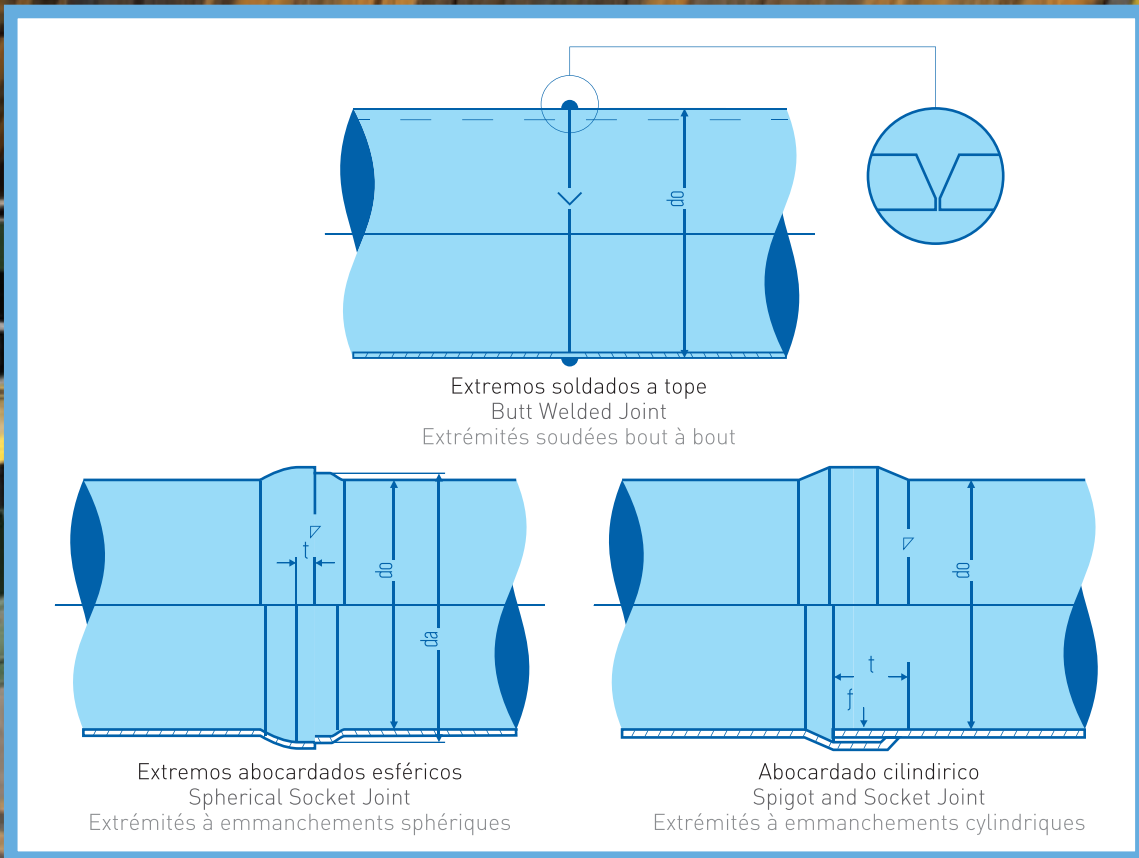 do
Extremos soldados a tope
Butt Welded Joint
Extrémités soudées bout à bout
t
do
da
Extremos abocardados esféricos
Spherical Socket Joint
Extrémités à emmanchements sphériques
do
t
f
Abocardado cilindirico
Spigot and Socket Joint
Extrémités à emmanchements cylindriques